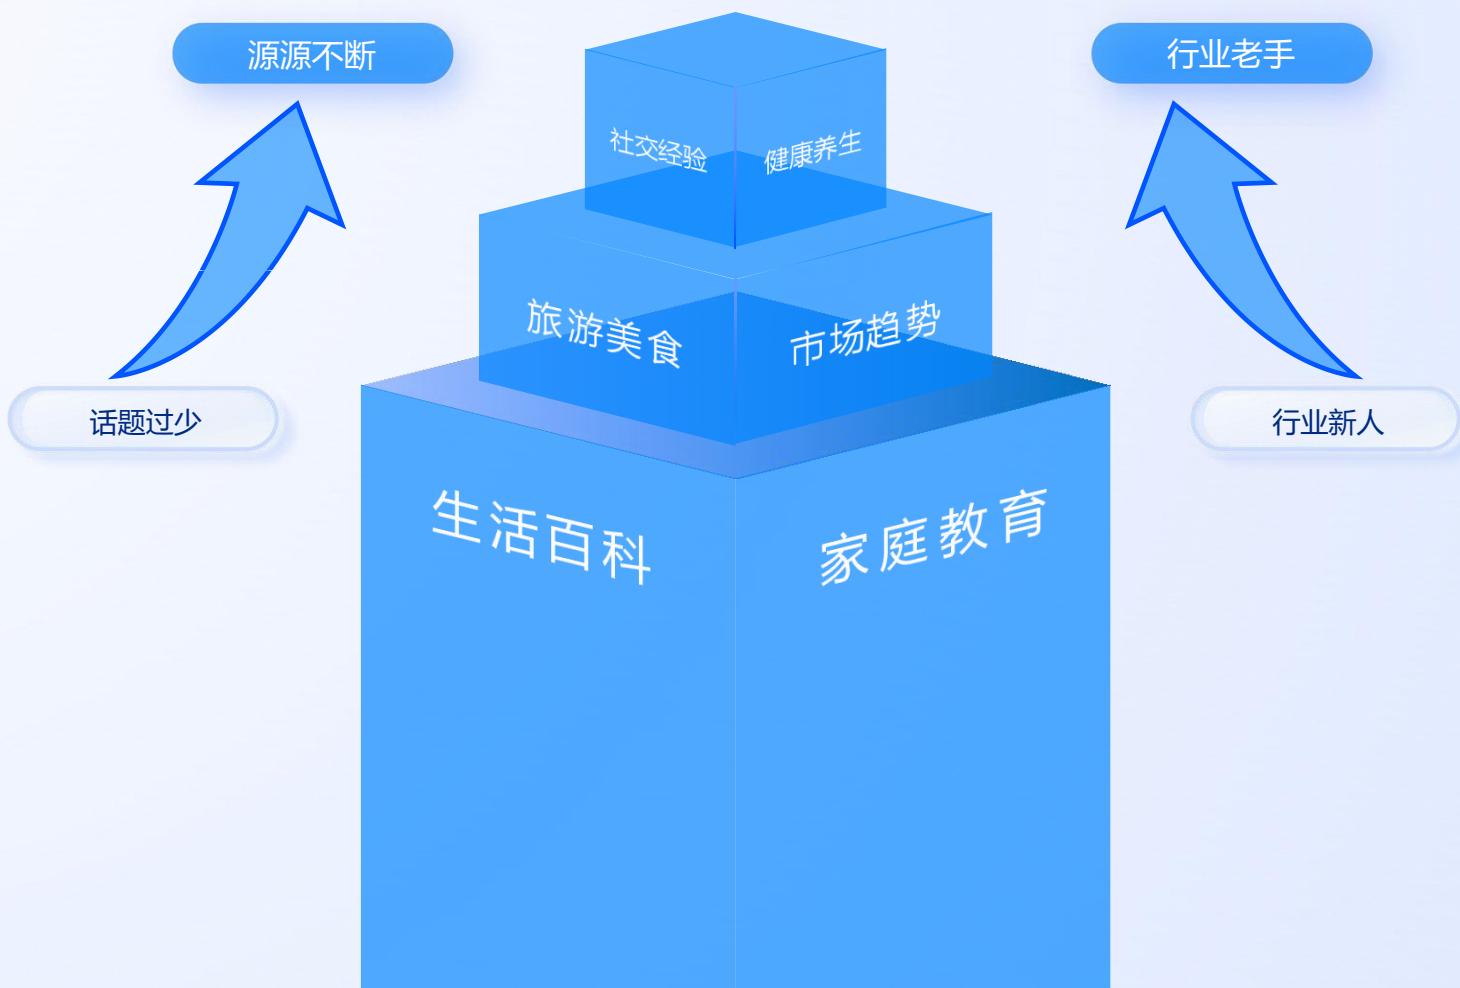 源源不断
行业老手
社交经验
健康养生
旅游美食
市场趋势
话题过少
行业新人
生活百科
家庭教育